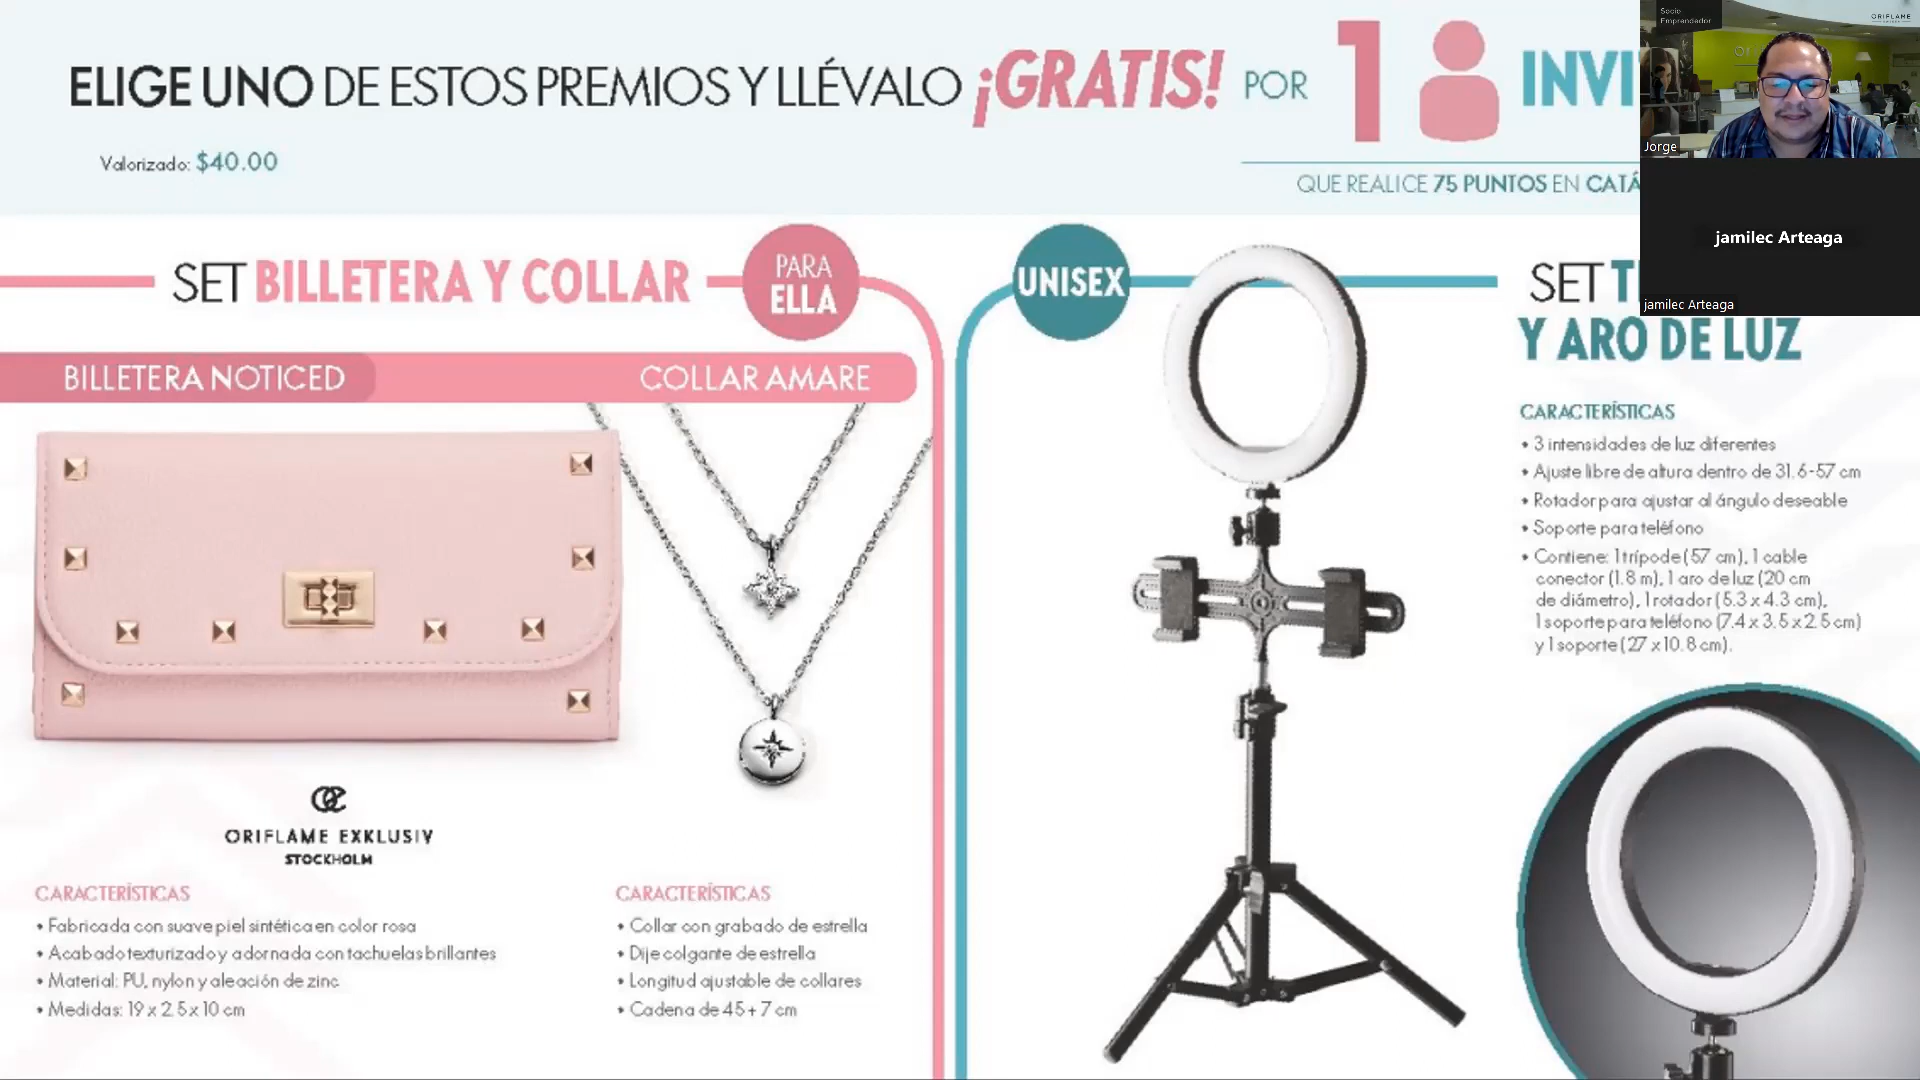 ELIGE UNO DE ESTOS PREMIOS Y LLÉVALO ¡GRATIS! POR 1
Valorizado: $40.00
QUE REALICE 75 PUNTOS EN
SET BILLETERA Y COLLAR
PARA
ELLA
BILLETERA NOTICED
COLLAR AMARE
ORIFLAME EXKLUSIV
STOCKHOLM
CARACTERÍSTICAS
• Fabricada con suave piel sintética en color rosa
• Acabado texturizado y adornada con tachuelas brillantes
• Material: PU, nylon y aleación de zinc
• Medidas: 19 x 2.5 x 10 cm
CARACTERÍSTICAS
• Collar con grabado de estrella
• Dije colgante de estrella
• Longitud ajustable de collares
• Cadena de 45 + 7 cm
UNISEX
SET
Y ARO DE LUZ
CARACTERÍSTICAS
• 3 intensidades de luz diferentes
• Ajuste libre de altura dentro de 31.6-57 cm
• Rotador para ajustar al ángulo deseable
• Soporte para teléfono
• Contiene: 1 trípode (57 cm), 1 cable
conector (1.8 m), 1 aro de luz (20 cm
de diámetro), 1 rotador (5.3 x 4.3 cm),
1 soporte para teléfono (7.4 x 3.5 x 2.5 cm)
y 1 soporte (27 x 10.8 cm).
Socio
Emprendedor
ORIFLAME
Jorge
jamilec Arteaga
jamilec Arteaga